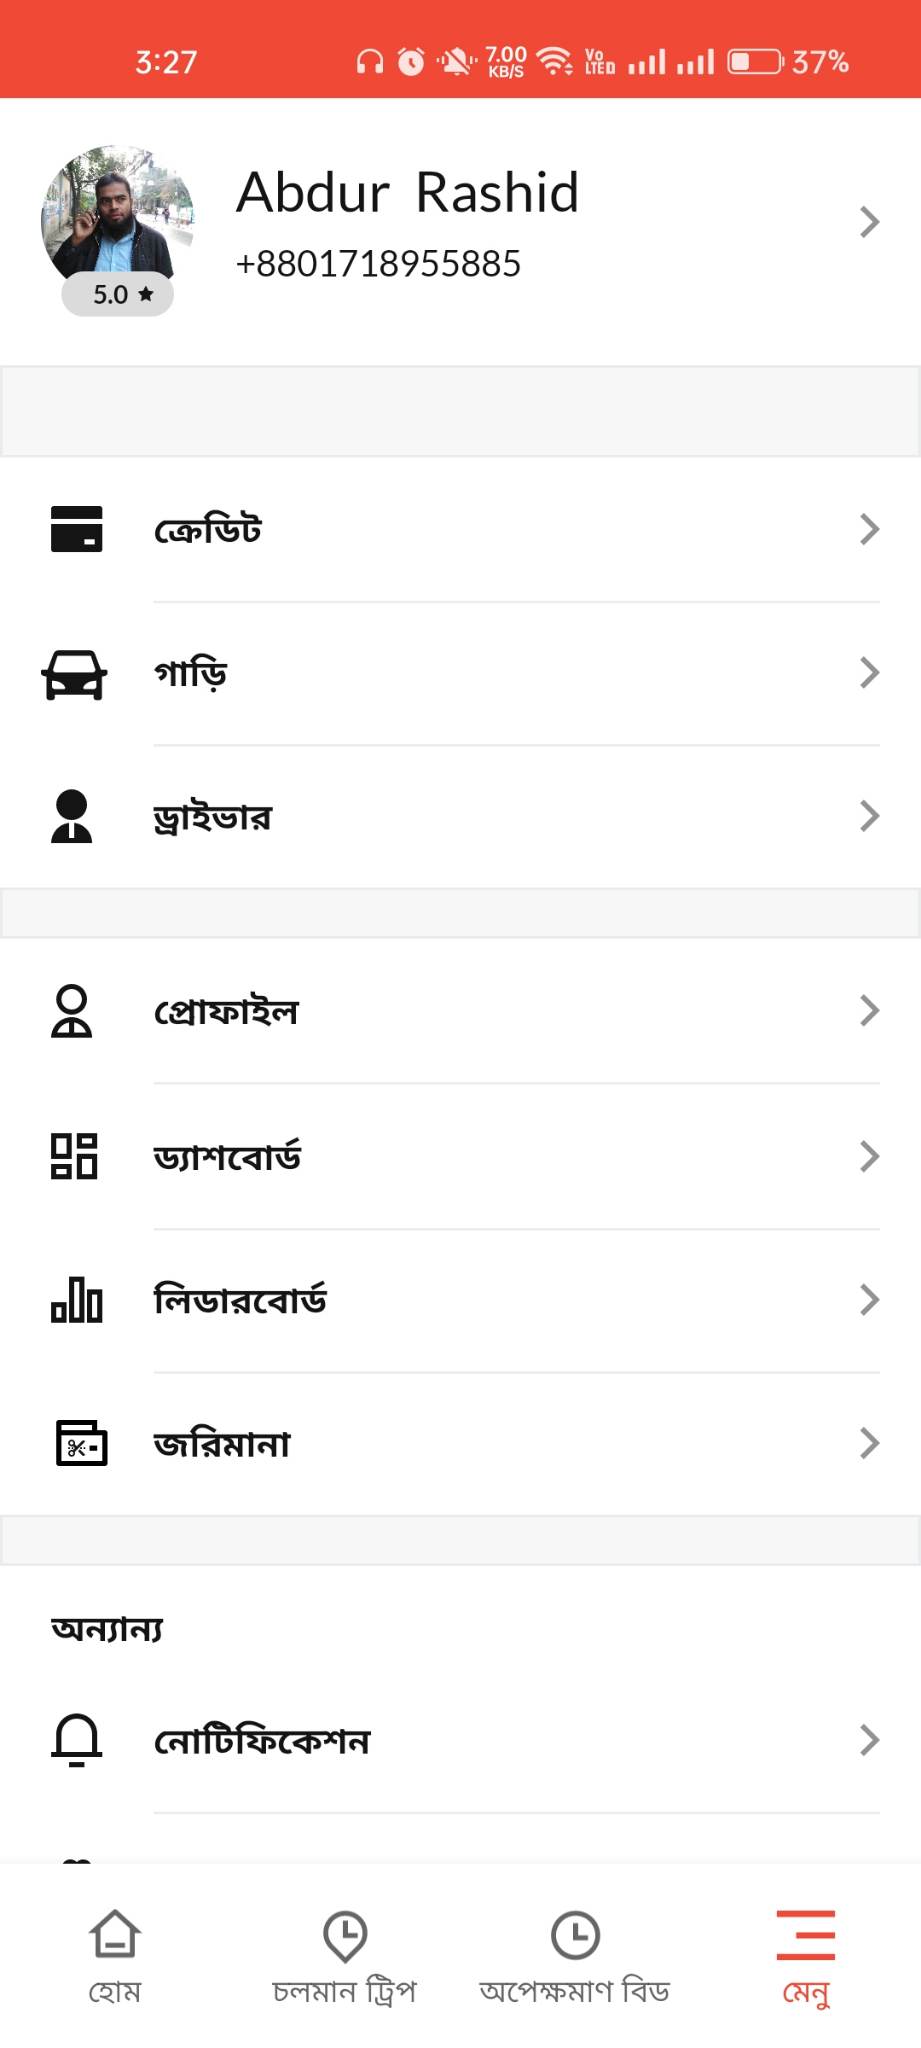 3:27 7.00 KB/S Vo LTED 37%
Abdur Rashid
+8801718955885
5.0 ★
ক্রেডিট
গাড়ি
ড্রাইভার
প্রোফাইল
ড্যাশবোর্ড
লিডারবোর্ড
জরিমানা
অন্যান্য
নোটিফিকেশন
হোম চলমান ট্রিপ অপেক্ষমাণ বিড মেনু